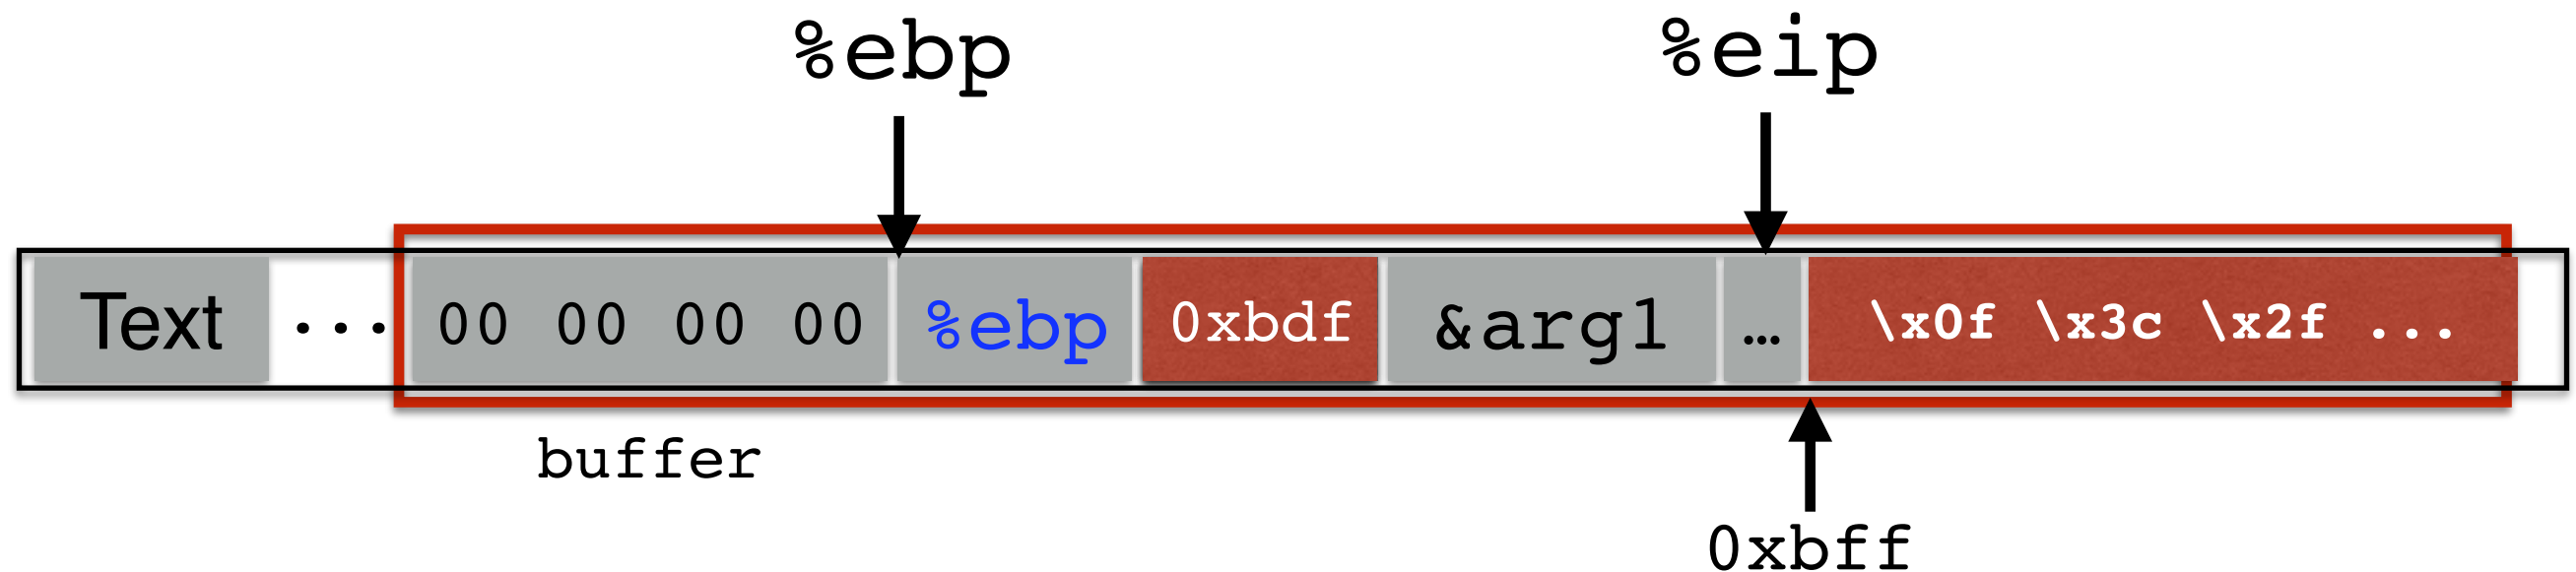 %ebp %eip
Text ... 00 00 00 00 %ebp 0xbdf &arg1 ... \x0f \x3c \x2f ...
buffer
0xbff